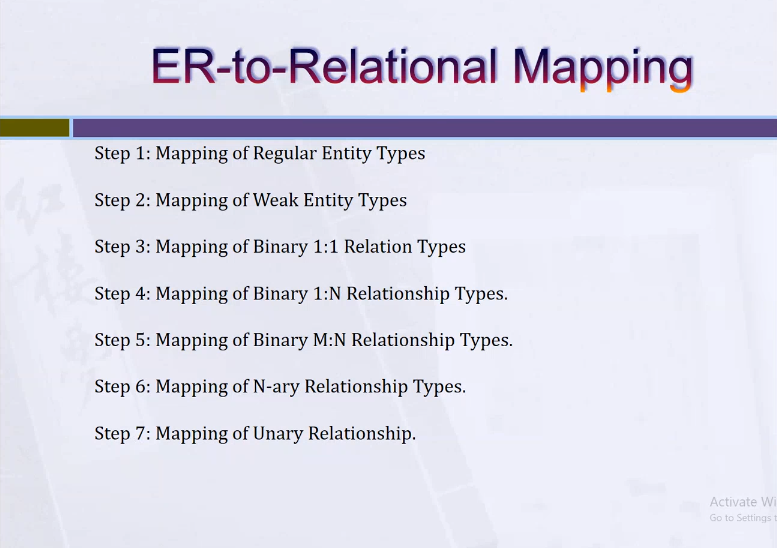 ER-to-Relational Mapping
Step 1: Mapping of Regular Entity Types
Step 2: Mapping of Weak Entity Types
Step 3: Mapping of Binary 1:1 Relation Types
Step 4: Mapping of Binary 1:N Relationship Types.
Step 5: Mapping of Binary M:N Relationship Types.
Step 6: Mapping of N-ary Relationship Types.
Step 7: Mapping of Unary Relationship.
红
楼
梦
Activate Wi
Go to Settings t